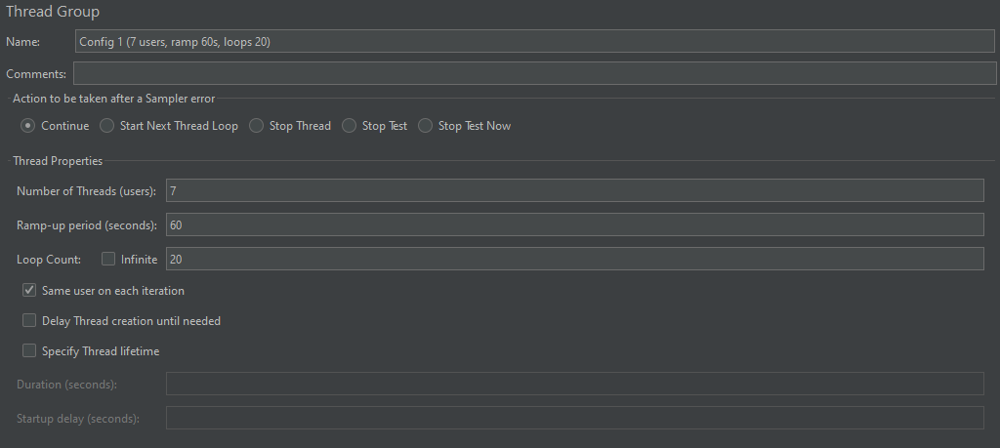 Thread Group
Name: Config 1 (7 users, ramp 60s, loops 20)
Comments:
Action to be taken after a Sampler error
Continue Start Next Thread Loop Stop Thread Stop Test Stop Test Now
Thread Properties
Number of Threads (users): 7
Ramp-up period (seconds): 60
Loop Count: Infinite 20
Same user on each iteration
Delay Thread creation until needed
Specify Thread lifetime
Duration (seconds):
Startup delay (seconds):